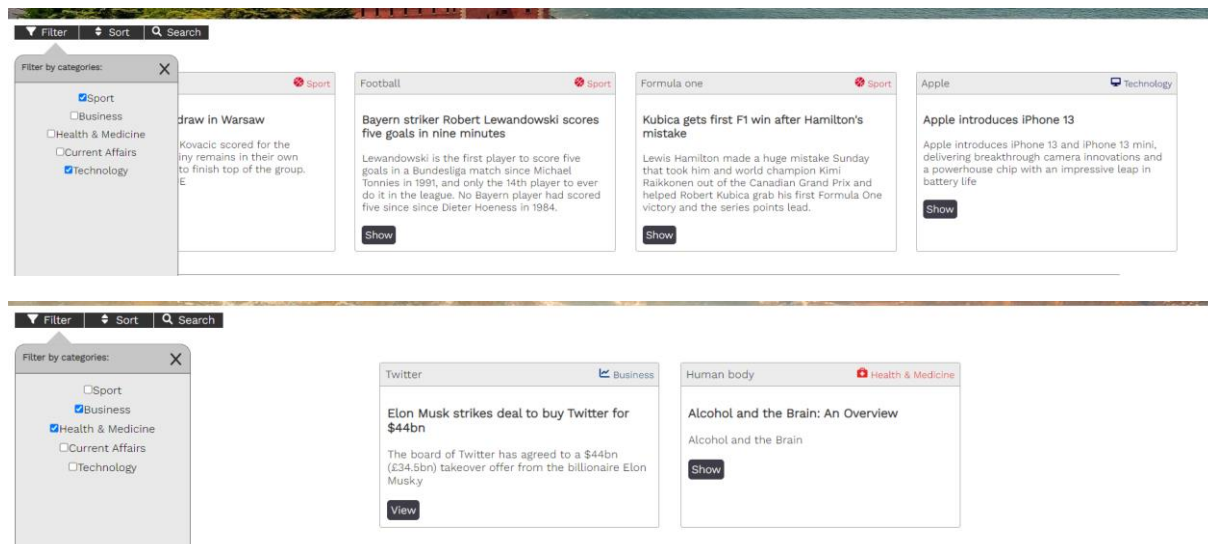 Filter Sort Search
Filter by categories: X
Sport
Business
Health & Medicine
Current Affairs
Technology
Sport
draw in Warsaw
Kovacic scored for the
iny remains in their own
to finish top of the group.
E
Football Sport
Bayern striker Robert Lewandowski scores
five goals in nine minutes
Lewandowski is the first player to score five
goals in a Bundesliga match since Michael
Tonnies in 1991, and only the 14th player to ever
do it in the league. No Bayern player had scored
five since since Dieter Hoeness in 1984.
Show
Formula one Sport
Kubica gets first F1 win after Hamilton's
mistake
Lewis Hamilton made a huge mistake Sunday
that took him and world champion Kimi
Raikkonen out of the Canadian Grand Prix and
helped Robert Kubica grab his first Formula One
victory and the series points lead.
Show
Apple Technology
Apple introduces iPhone 13
Apple introduces iPhone 13 and iPhone 13 mini,
delivering breakthrough camera innovations and
a powerhouse chip with an impressive leap in
battery life
Show
Filter Sort Search
Filter by categories: X
Sport
Business
Health & Medicine
Current Affairs
Technology
Twitter Business
Elon Musk strikes deal to buy Twitter for
$44bn
The board of Twitter has agreed to a $44bn
(£34.5bn) takeover offer from the billionaire Elon
Musk.y
View
Human body Health & Medicine
Alcohol and the Brain: An Overview
Alcohol and the Brain
Show